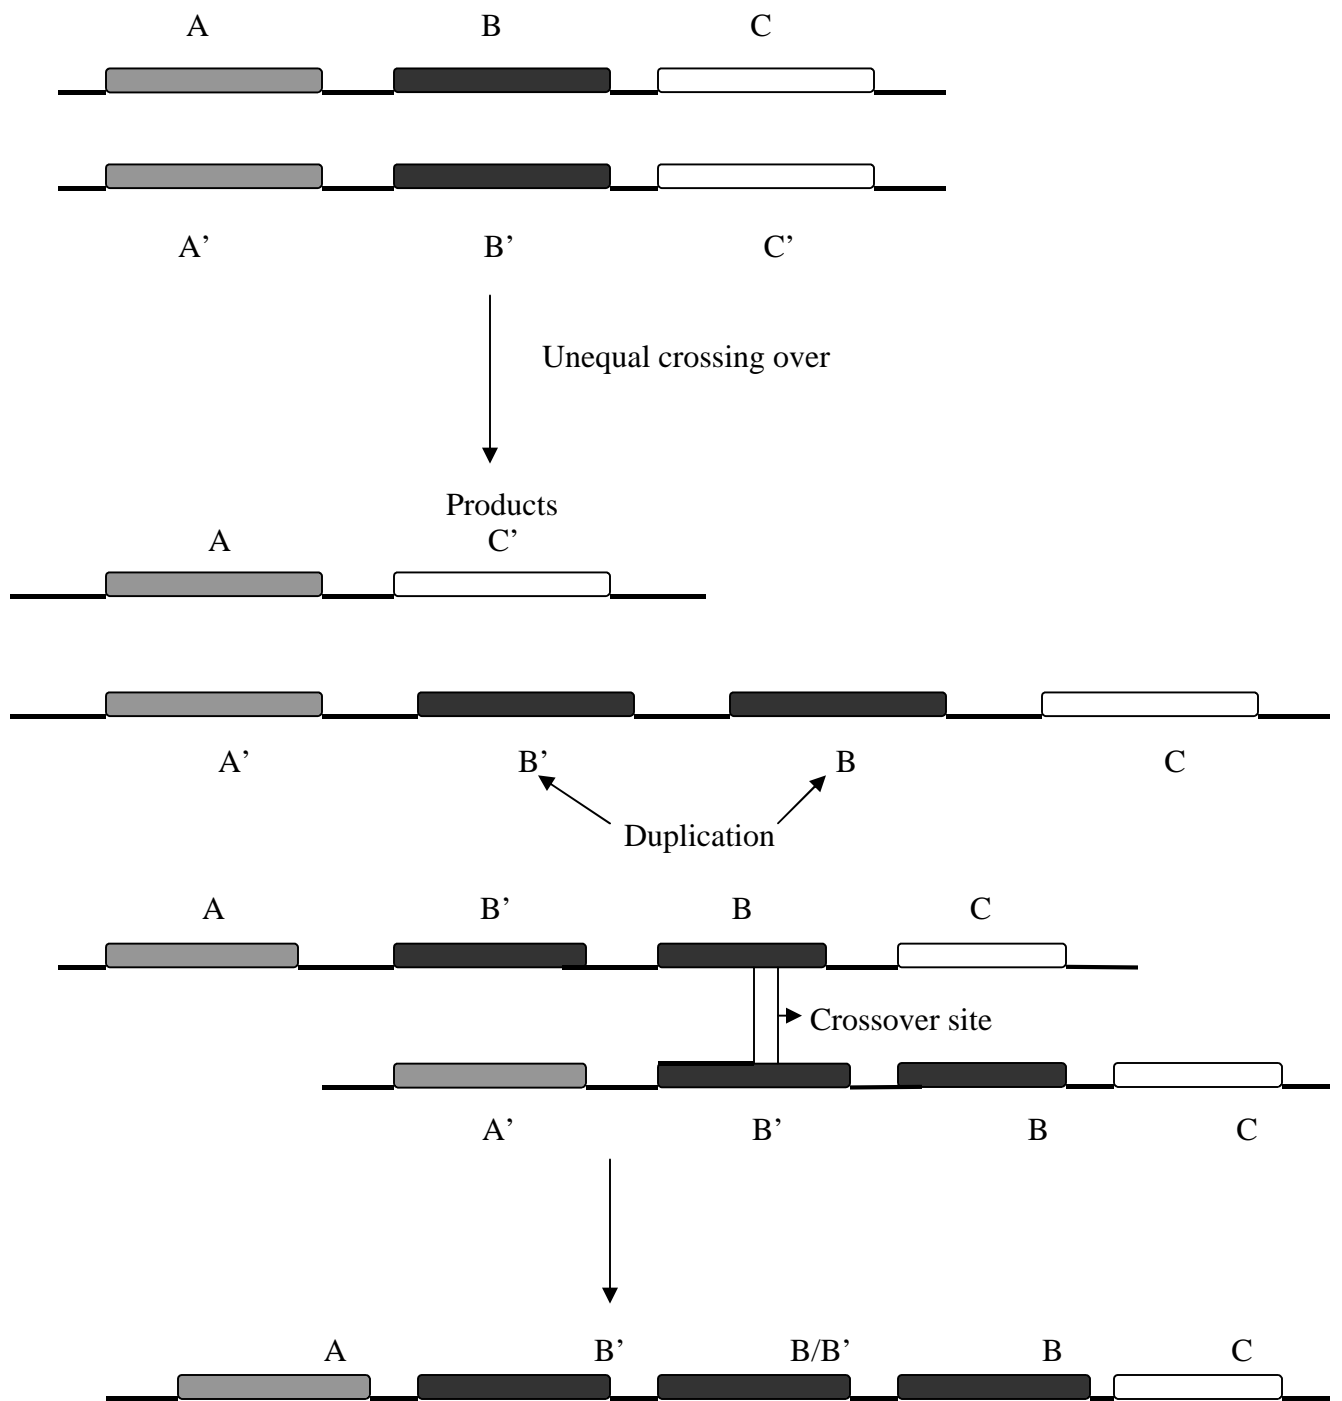 A B C
A’ B’ C’
Unequal crossing over
Products
A C’
A’ B’ B C
Duplication
A B’ B C
Crossover site
A’ B’ B C
A B’ B/B’ B C